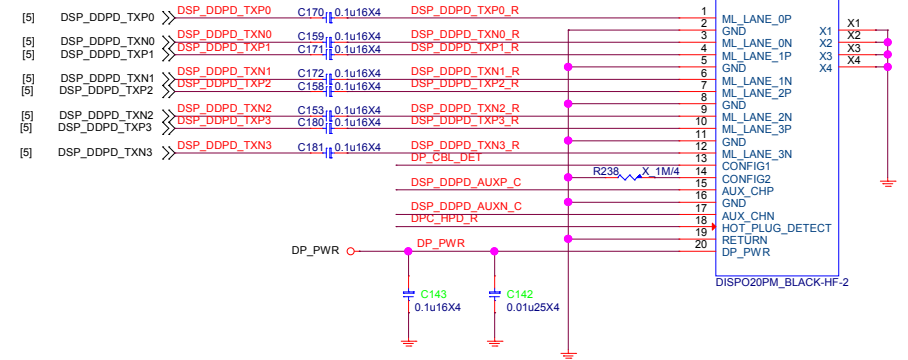 [5] DSP_DDPD_TXP0 DSP_DDPD_TXP0 C170 0.1u16X4 DSP_DDPD_TXP0_R 1 ML_LANE_0P
2 GND X1 X1
[5] DSP_DDPD_TXN0 DSP_DDPD_TXN0 C159 0.1u16X4 DSP_DDPD_TXN0_R 3 ML_LANE_0N X2 X2
[5] DSP_DDPD_TXP1 DSP_DDPD_TXP1 C171 0.1u16X4 DSP_DDPD_TXP1_R 4 ML_LANE_1P X3 X3
5 GND X4 X4
[5] DSP_DDPD_TXN1 DSP_DDPD_TXN1 C172 0.1u16X4 DSP_DDPD_TXN1_R 6 ML_LANE_1N
[5] DSP_DDPD_TXP2 DSP_DDPD_TXP2 C158 0.1u16X4 DSP_DDPD_TXP2_R 7 ML_LANE_2P
8 GND
[5] DSP_DDPD_TXN2 DSP_DDPD_TXN2 C153 0.1u16X4 DSP_DDPD_TXN2_R 9 ML_LANE_2N
[5] DSP_DDPD_TXP3 DSP_DDPD_TXP3 C180 0.1u16X4 DSP_DDPD_TXP3_R 10 ML_LANE_3P
11 GND
[5] DSP_DDPD_TXN3 DSP_DDPD_TXN3 C181 0.1u16X4 DSP_DDPD_TXN3_R 12 ML_LANE_3N
DP_CBL_DET 13 CONFIG1
R238 X_1M/4 14 CONFIG2
DSP_DDPD_AUXP_C 15 AUX_CHP
16 GND
DSP_DDPD_AUXN_C 17 AUX_CHN
DPC_HPD_R 18 HOT_PLUG_DETECT
19 RETURN
DP_PWR DP_PWR 20 DP_PWR
DISPO20PM_BLACK-HF-2
C143 C142
0.1u16X4 0.01u25X4